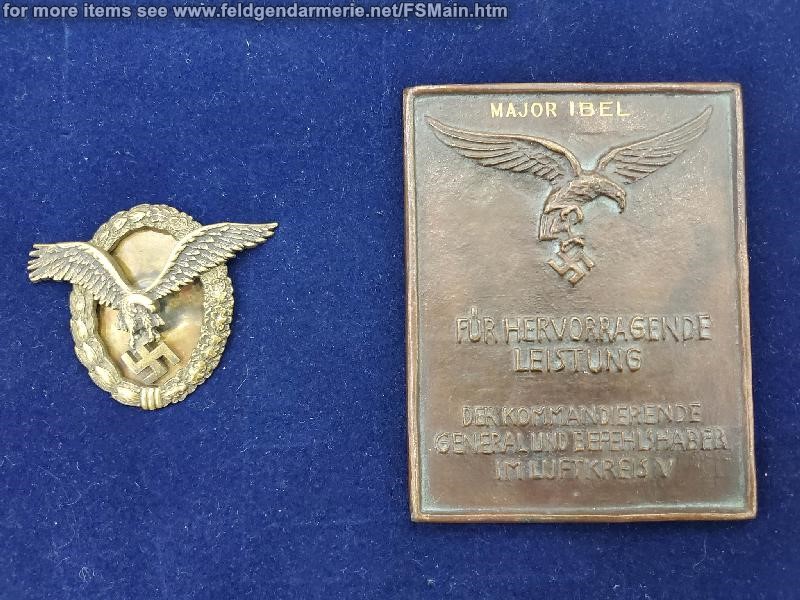 for more items see www.feldgendarmerie.net/FSMain.htm
MAJOR IBEL
FÜR HERVORRAGENDE
LEISTUNG
DER KOMMANDIERENDE
GENERAL UND BEFEHLSHABER
IM LUFTKREIS V